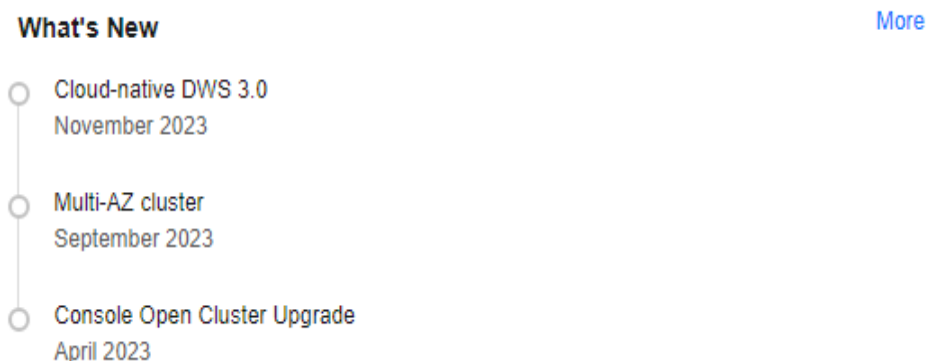 What's New
More
Cloud-native DWS 3.0
November 2023
Multi-AZ cluster
September 2023
Console Open Cluster Upgrade
April 2023